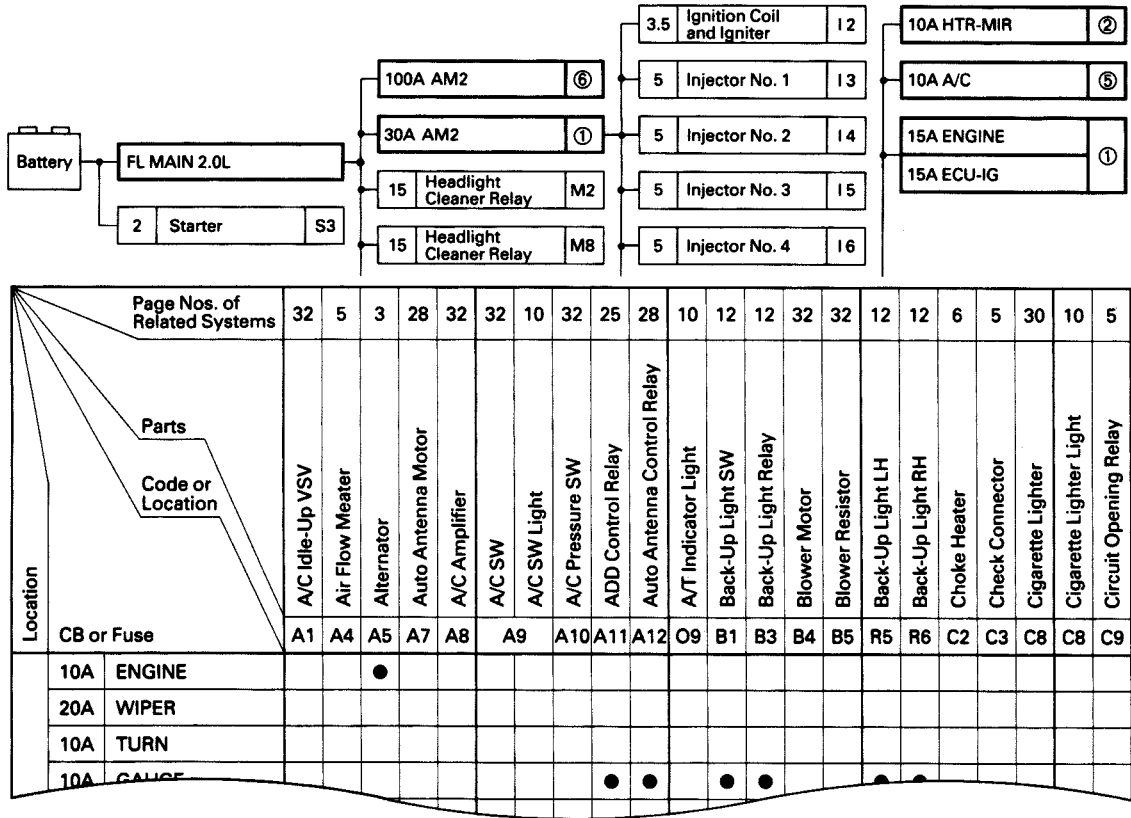 3.5 Ignition Coil and Igniter I2
10A HTR-MIR ②
100A AM2 ⑥
5 Injector No. 1 I3
10A A/C ⑤
Battery
FL MAIN 2.0L
30A AM2 ①
5 Injector No. 2 I4
15A ENGINE
①
15A ECU-IG
15 Headlight Cleaner Relay M2
5 Injector No. 3 I5
2 Starter S3
15 Headlight Cleaner Relay M8
5 Injector No. 4 I6
Page Nos. of
Related Systems
32 5 3 28 32 32 10 32 25 28 10 12 12 32 32 12 12 6 5 30 10 5
Parts
Code or
Location
Location
A/C Idle-Up VSV
Air Flow Meater
Alternator
Auto Antenna Motor
A/C Amplifier
A/C SW
A/C SW Light
A/C Pressure SW
ADD Control Relay
Auto Antenna Control Relay
A/T Indicator Light
Back-Up Light SW
Back-Up Light Relay
Blower Motor
Blower Resistor
Back-Up Light LH
Back-Up Light RH
Choke Heater
Check Connector
Cigarette Lighter
Cigarette Lighter Light
Circuit Opening Relay
CB or Fuse
A1 A4 A5 A7 A8 A9 A10 A11 A12 O9 B1 B3 B4 B5 R5 R6 C2 C3 C8 C8 C9
10A ENGINE ●
20A WIPER
10A TURN
10A GAUGE ● ● ● ● ● ●